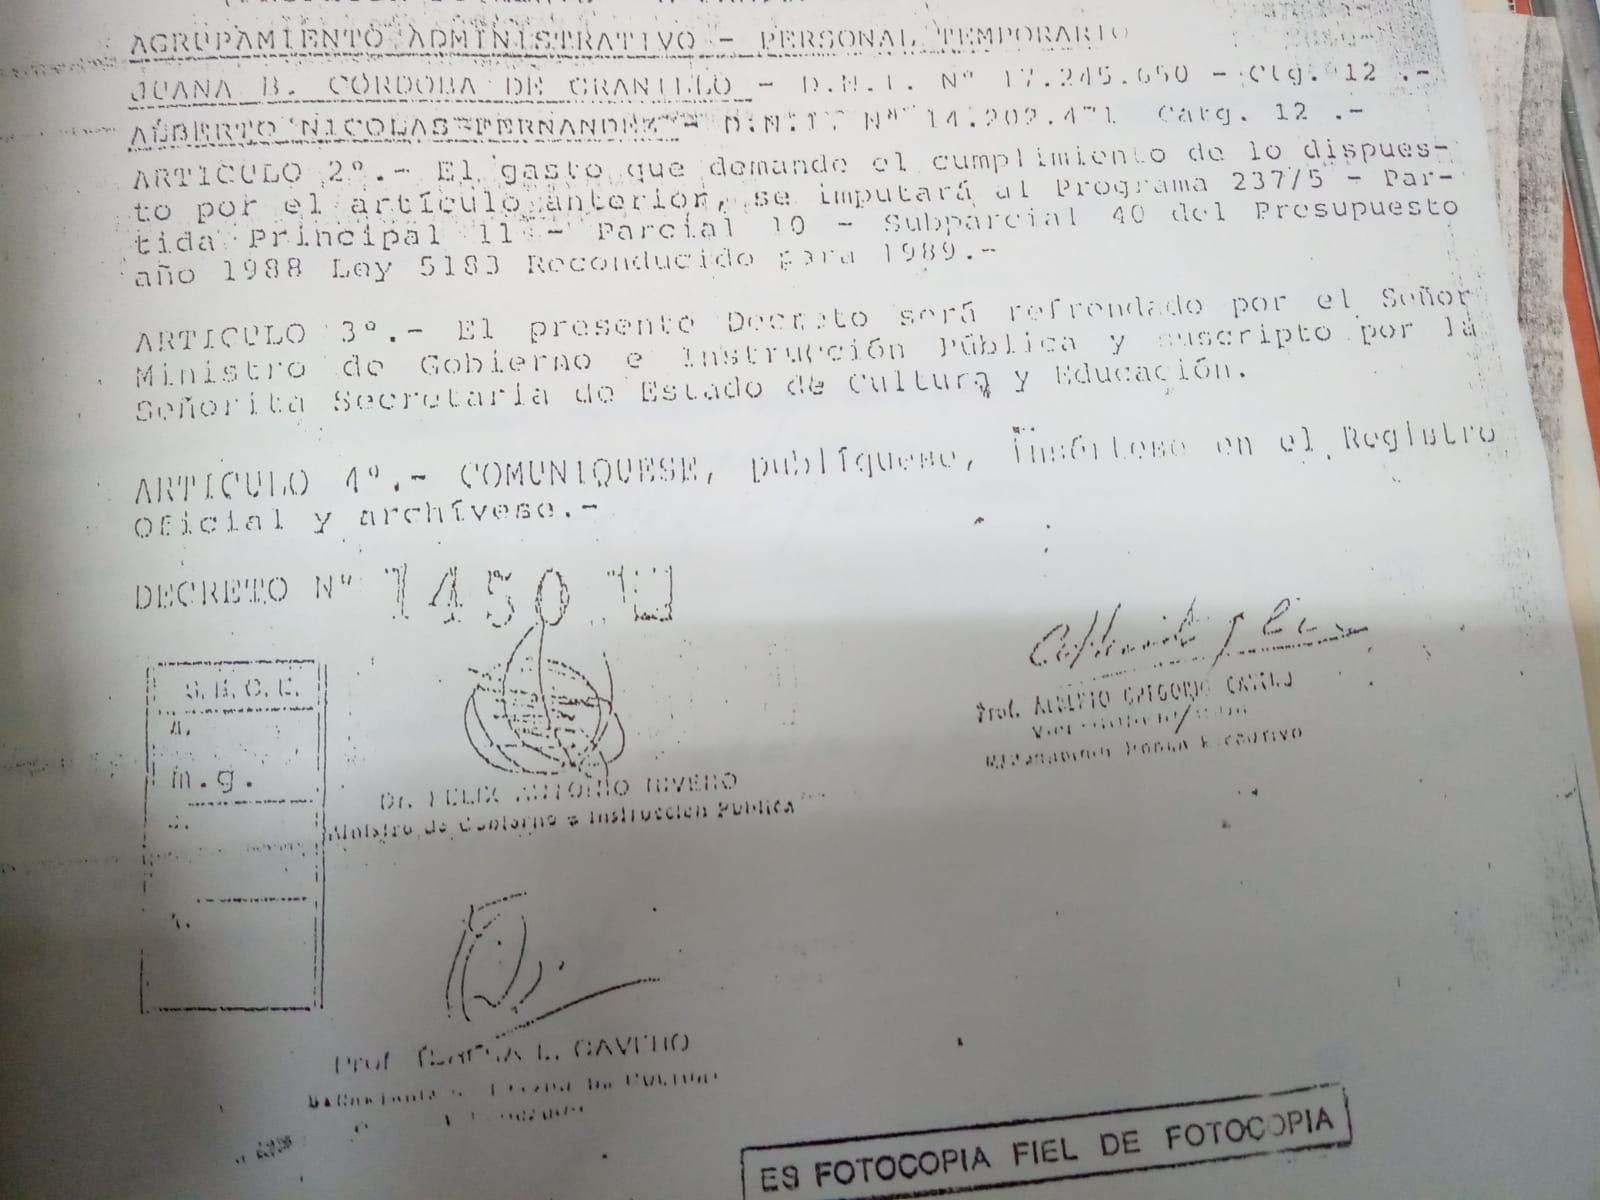 AGRUPAMIENTO ADMINISTRATIVO - PERSONAL TEMPORARIO
JUANA B. CORDOBA DE GRANILLO - D.N.I. Nº 17.245.650 - Ctg. 12 .-
ALBERTO NICOLAS FERNANDEZ - D.N.I. Nº 14.202.471 Catg. 12 .-
ARTICULO 2º.- El gasto que demande el cumplimiento de lo dispues-
to por el artículo anterior, se imputará al Programa 237/5 - Par-
tida Principal 11 - Parcial 10 - Subparcial 40 del Presupuesto
año 1988 Ley 5183 Reconducido para 1989.-
ARTICULO 3º.- El presente Decreto será refrendado por el Señor
Ministro de Gobierno e Instrucción Pública y suscripto por la
Señorita Secretaria de Estado de Cultura y Educación.
ARTICULO 4º.- COMUNIQUESE, publíquese, insértese en el Registro
Oficial y archívese.-
DECRETO Nº 1450
S. E. C. E.
m.g.
Prof. ALBERTO GREGORIO
Dr. FELIX ANTONIO RIVERO
Ministro de Gobierno e Instrucción Pública
Prof
ES FOTOCOPIA FIEL DE FOTOCOPIA